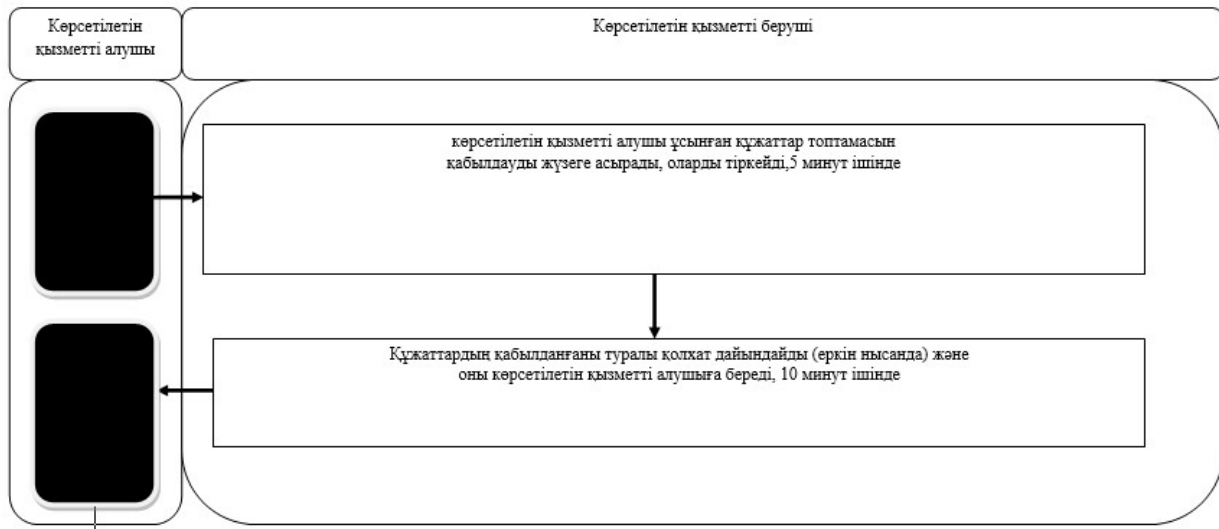 Көрсетілетін
қызметті алушы
Көрсетілетін қызметті беруші
көрсетілетін қызметті алушы ұсынған құжаттар топтамасын
қабылдауды жүзеге асырады, оларды тіркейді,5 минут ішінде
Құжаттардың қабылданғаны туралы қолхат дайындайды (еркін нысанда) және
оны көрсетілетін қызметті алушыға береді, 10 минут ішінде